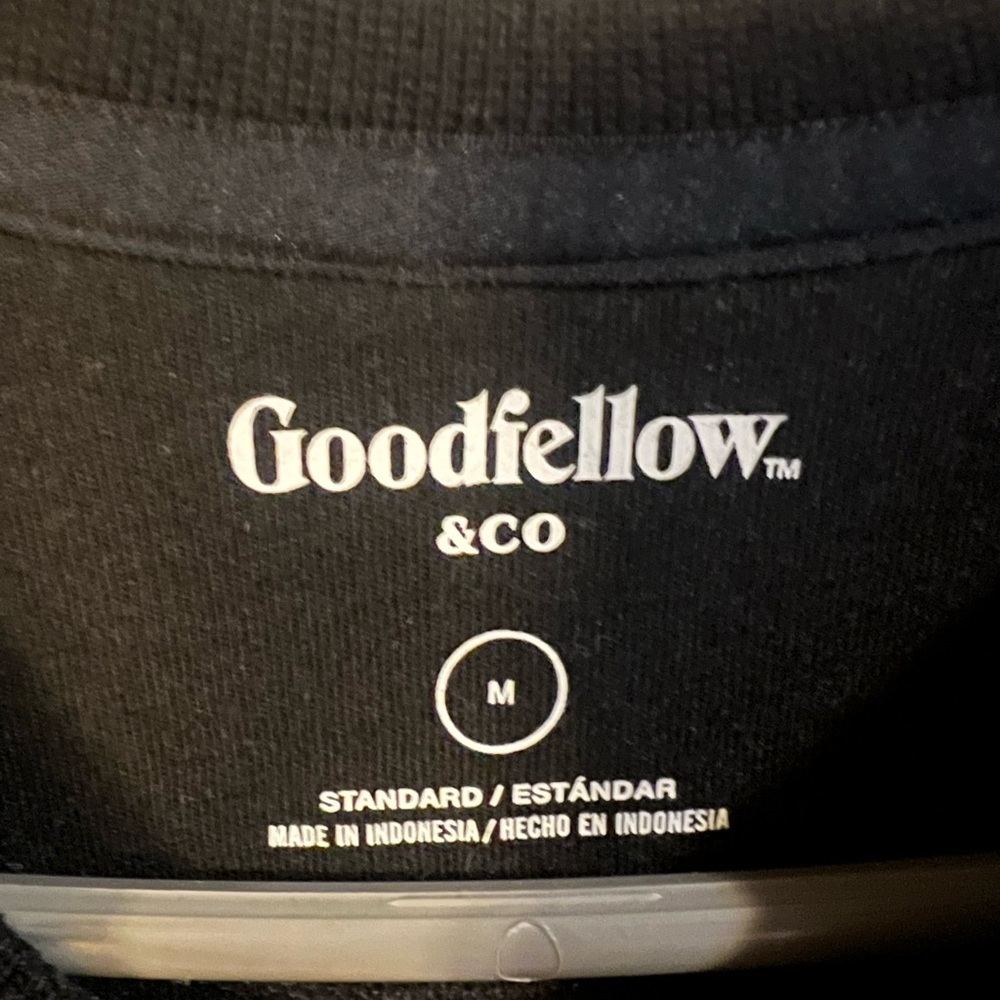 Goodfellow™
&CO
M
STANDARD / ESTÁNDAR
MADE IN INDONESIA/HECHO EN INDONESIA